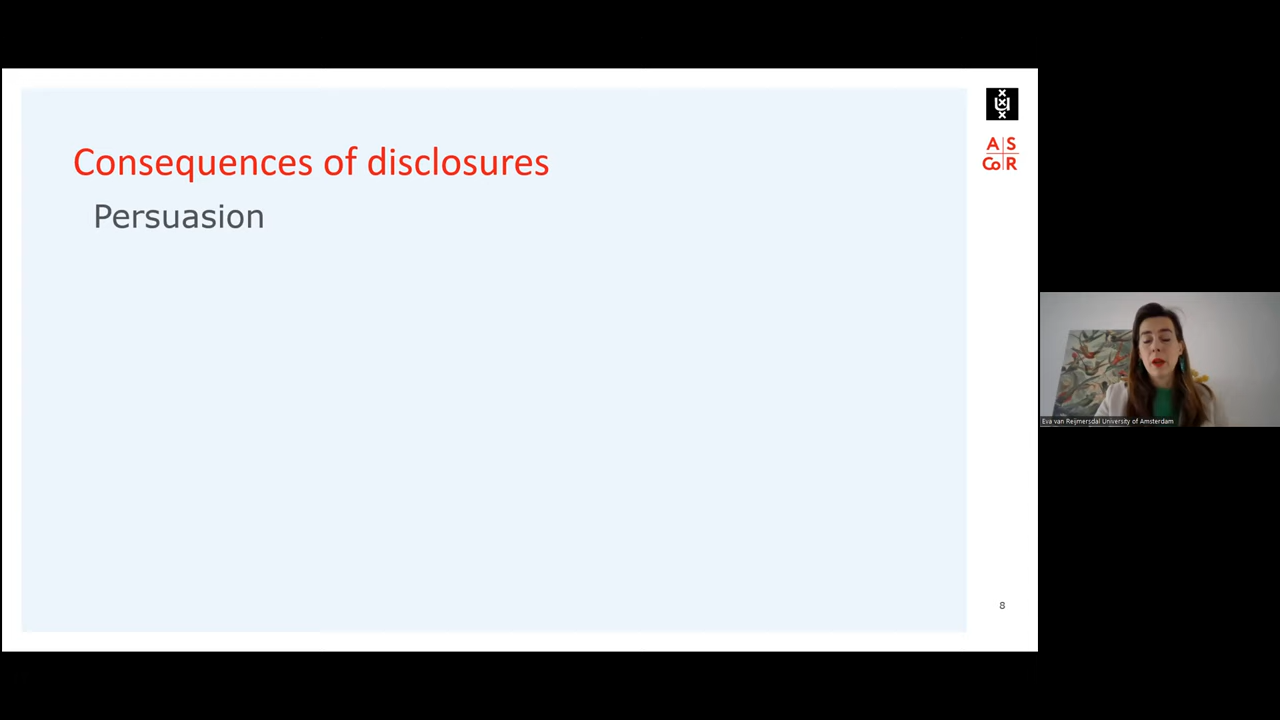 Consequences of disclosures
Persuasion
A S
Co R
8
Eva van Reijmersdal University of Amsterdam